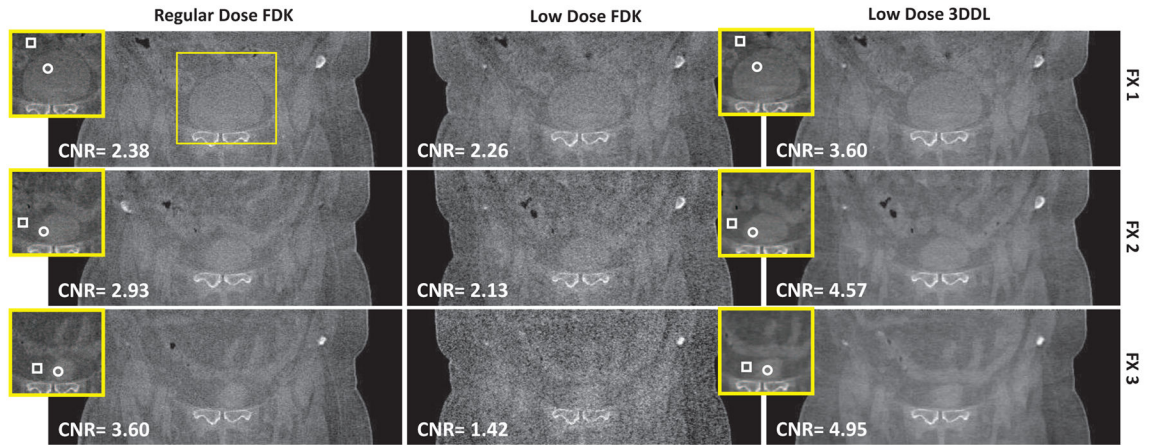 Regular Dose FDK Low Dose FDK Low Dose 3DDL
FX 1
CNR= 2.38 CNR= 2.26 CNR= 3.60
FX 2
CNR= 2.93 CNR= 2.13 CNR= 4.57
FX 3
CNR= 3.60 CNR= 1.42 CNR= 4.95